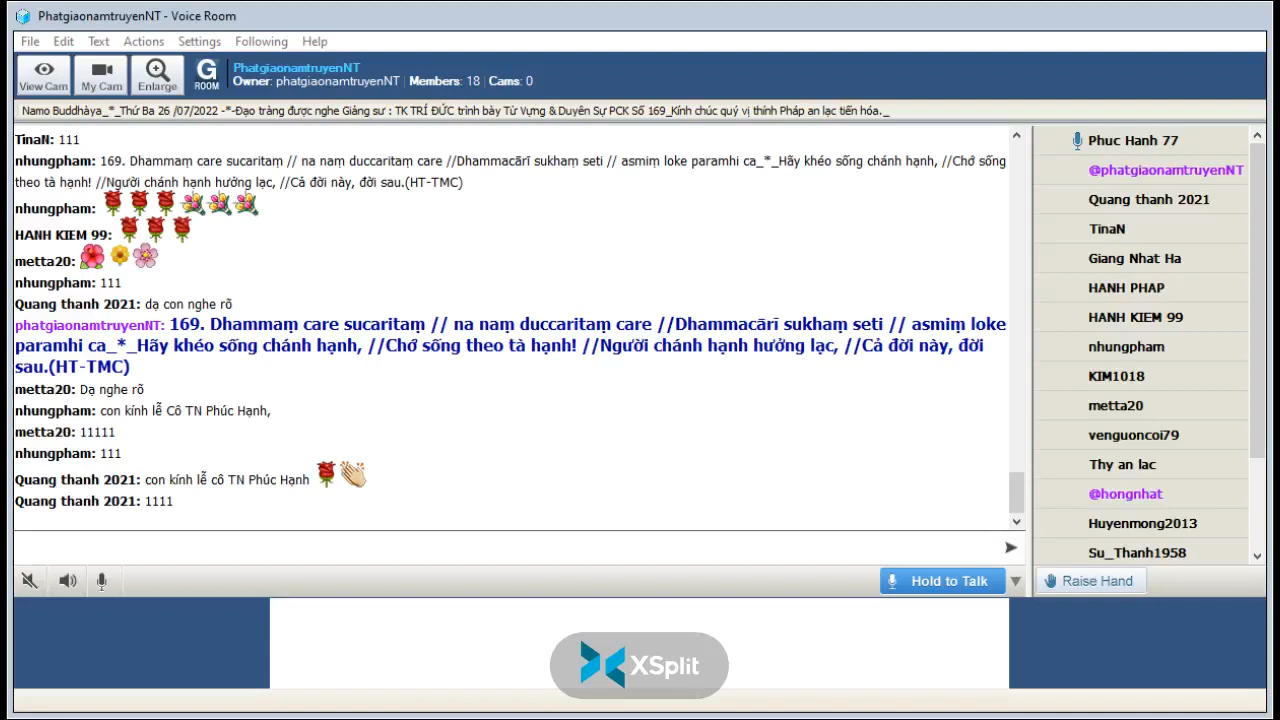 PhatgiaonamtruyenNT - Voice Room
File Edit Text Actions Settings Following Help
View Cam
My Cam
Enlarge
G ROOM
PhatgiaonamtruyenNT
Owner: phatgiaonamtruyenNT | Members: 18 | Cams: 0
Namo Buddhàya_*_Thứ Ba 26 /07/2022 -*-Đạo tràng được nghe Giảng sư : TK TRÍ ĐỨC trình bày Từ Vựng & Duyên Sự PCK Số 169_Kính chúc quý vị thính Pháp an lạc tiến hóa._
TinaN: 111
nhungpham: 169. Dhammaṃ care sucaritaṃ // na naṃ duccaritaṃ care //Dhammacārī sukhaṃ seti // asmiṃ loke paramhi ca_*_Hãy khéo sống chánh hạnh, //Chớ sống
theo tà hạnh! //Người chánh hạnh hưởng lạc, //Cả đời này, đời sau.(HT-TMC)
nhungpham:
HANH KIEM 99:
metta20:
nhungpham: 111
Quang thanh 2021: dạ con nghe rõ
phatgiaonamtruyenNT: 169. Dhammaṃ care sucaritaṃ // na naṃ duccaritaṃ care //Dhammacārī sukhaṃ seti // asmiṃ loke
paramhi ca_*_Hãy khéo sống chánh hạnh, //Chớ sống theo tà hạnh! //Người chánh hạnh hưởng lạc, //Cả đời này, đời
sau.(HT-TMC)
metta20: Dạ nghe rõ
nhungpham: con kính lễ Cô TN Phúc Hạnh,
metta20: 11111
nhungpham: 111
Quang thanh 2021: con kính lễ cô TN Phúc Hạnh
Quang thanh 2021: 1111
Phuc Hanh 77
@phatgiaonamtruyenNT
Quang thanh 2021
TinaN
Giang Nhat Ha
HANH PHAP
HANH KIEM 99
nhungpham
KIM1018
metta20
venguoncoi79
Thy an lac
@hongnhat
Huyenmong2013
Su_Thanh1958
Hold to Talk
Raise Hand
XSplit